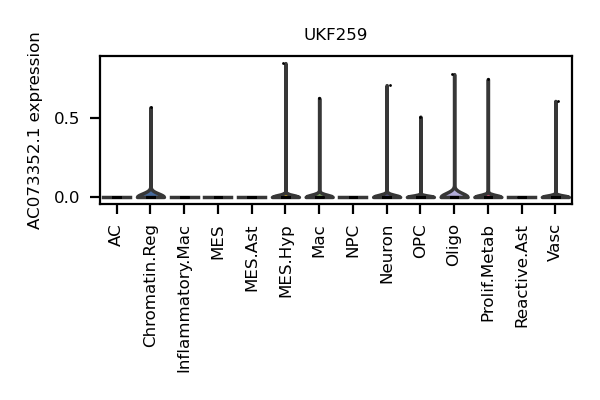 UKF259
AC073352.1 expression
0.5
0.0
AC
Chromatin.Reg
Inflammatory.Mac
MES
MES.Ast
MES.Hyp
Mac
NPC
Neuron
OPC
Oligo
Prolif.Metab
Reactive.Ast
Vasc